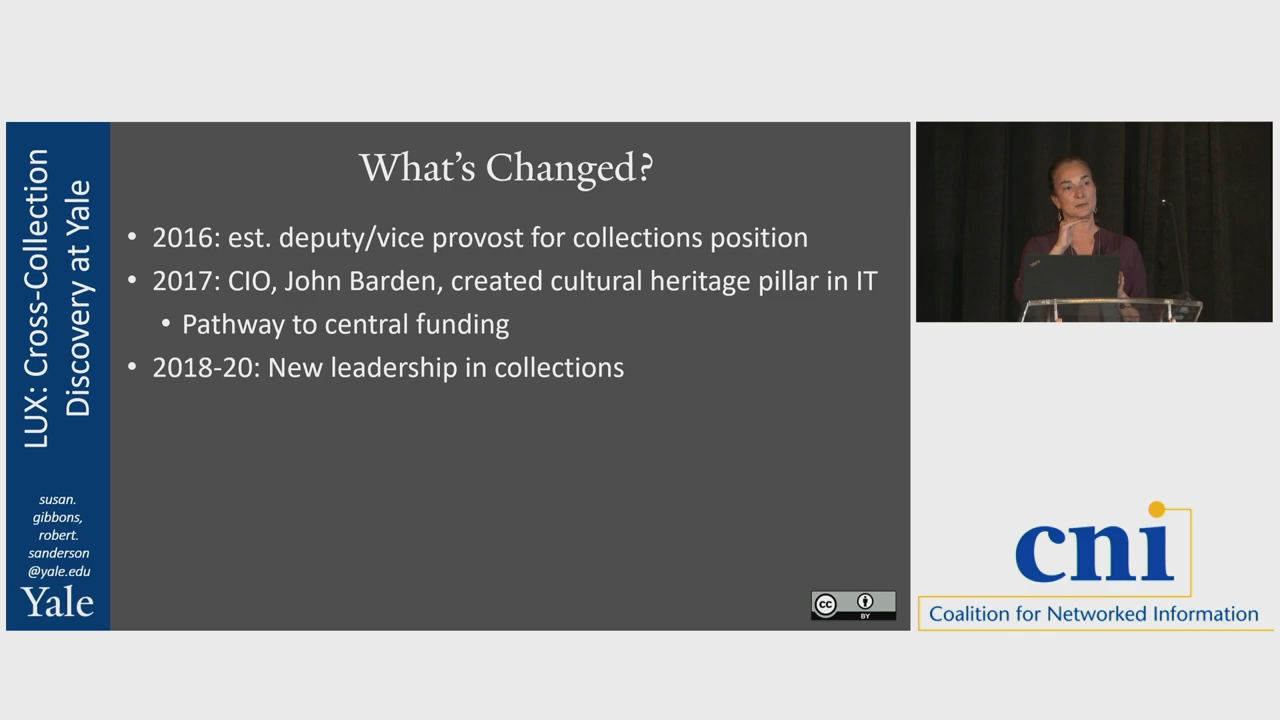 LUX: Cross-Collection
Discovery at Yale
susan.
gibbons,
robert.
sanderson
@yale.edu
Yale
What's Changed?
• 2016: est. deputy/vice provost for collections position
• 2017: CIO, John Barden, created cultural heritage pillar in IT
• Pathway to central funding
• 2018-20: New leadership in collections
cc
BY
cni
Coalition for Networked Information